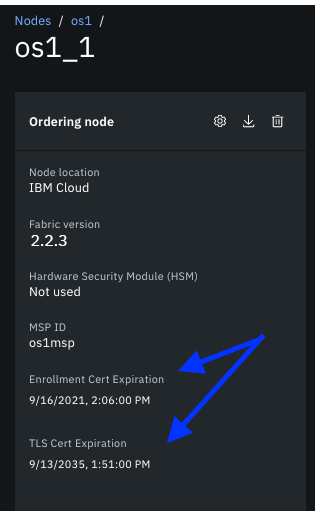 Nodes / os1 /
os1_1
Ordering node
Node location
IBM Cloud
Fabric version
2.2.3
Hardware Security Module (HSM)
Not used
MSP ID
os1msp
Enrollment Cert Expiration
9/16/2021, 2:06:00 PM
TLS Cert Expiration
9/13/2035, 1:51:00 PM